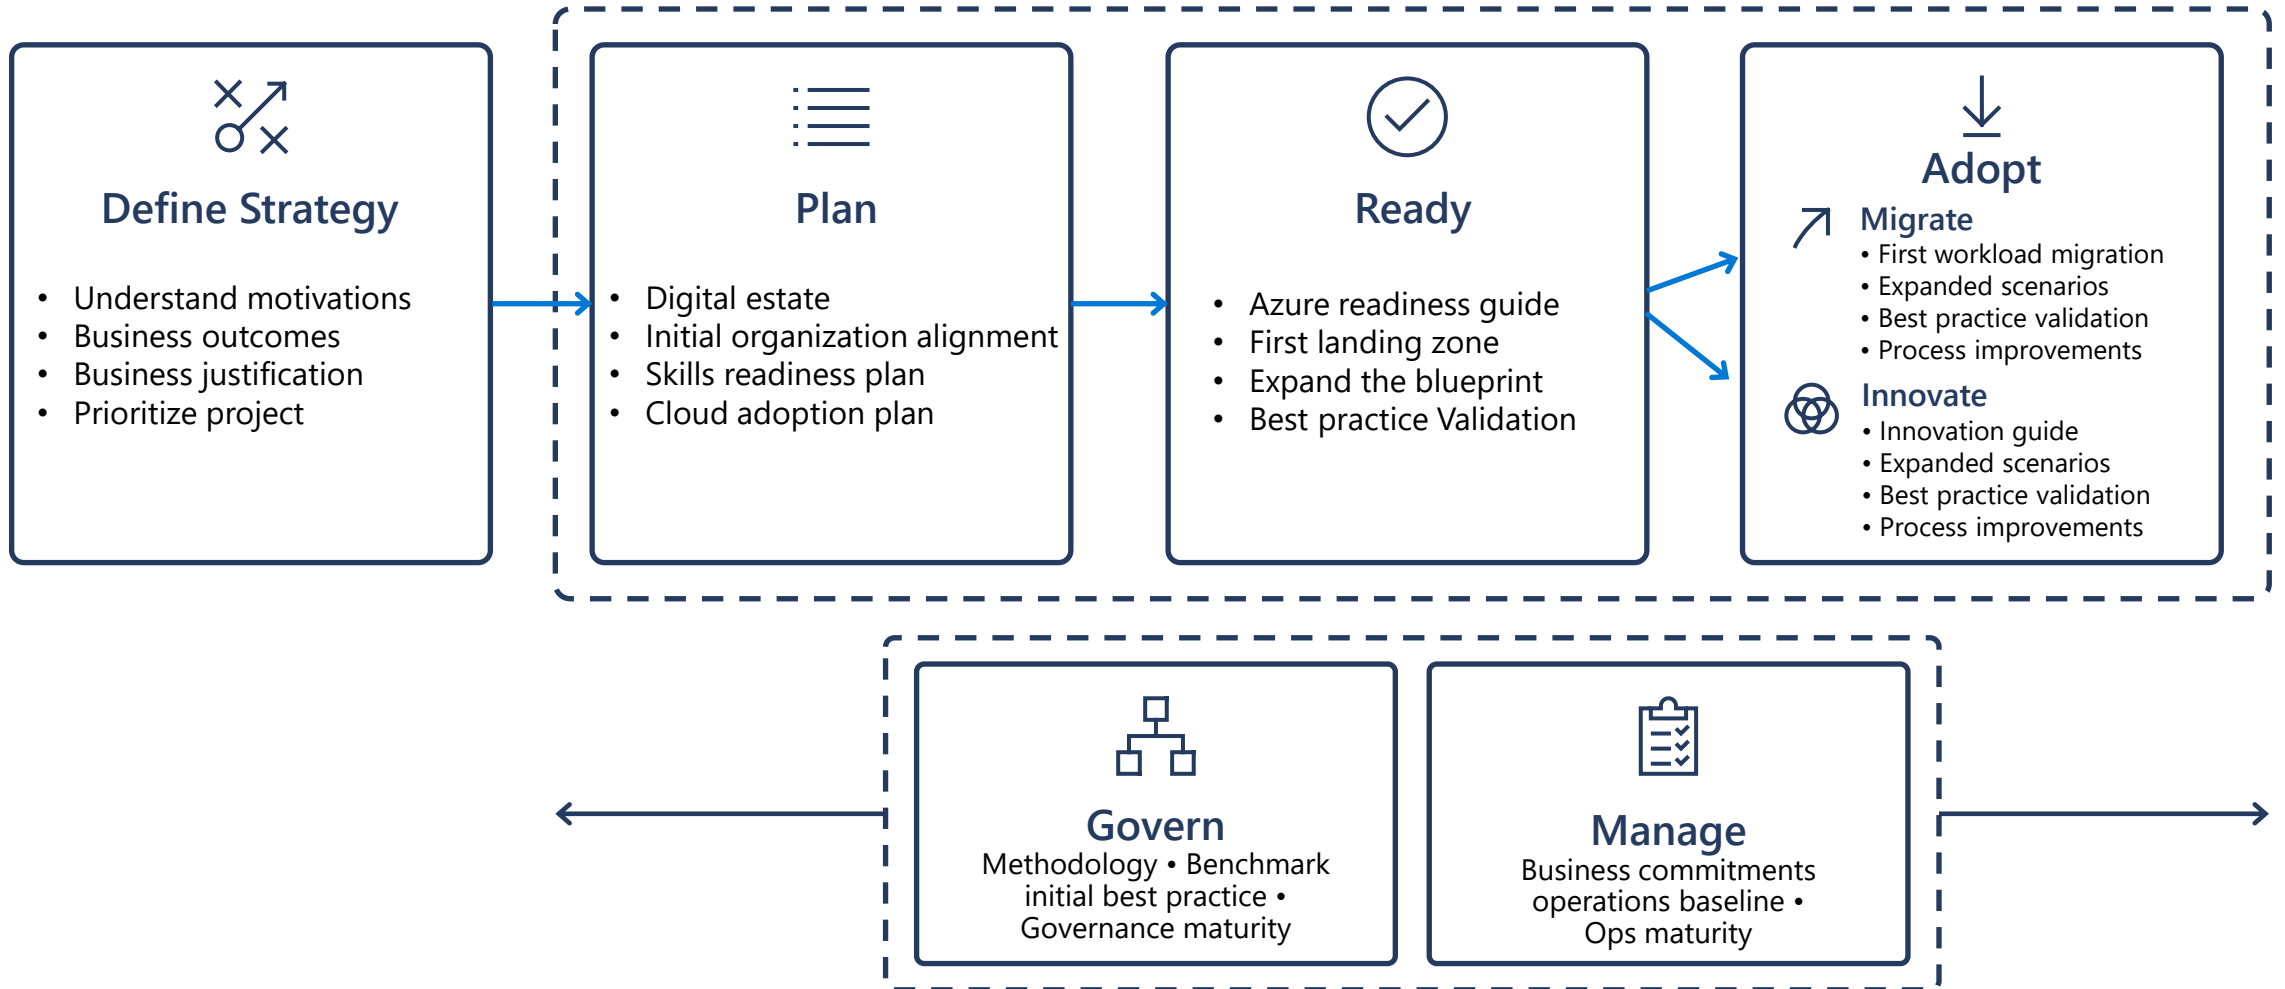 Define Strategy
• Understand motivations
• Business outcomes
• Business justification
• Prioritize project
Plan
• Digital estate
• Initial organization alignment
• Skills readiness plan
• Cloud adoption plan
Ready
• Azure readiness guide
• First landing zone
• Expand the blueprint
• Best practice Validation
Adopt
Migrate
• First workload migration
• Expanded scenarios
• Best practice validation
• Process improvements
Innovate
• Innovation guide
• Expanded scenarios
• Best practice validation
• Process improvements
Govern
Methodology • Benchmark
initial best practice •
Governance maturity
Manage
Business commitments
operations baseline •
Ops maturity